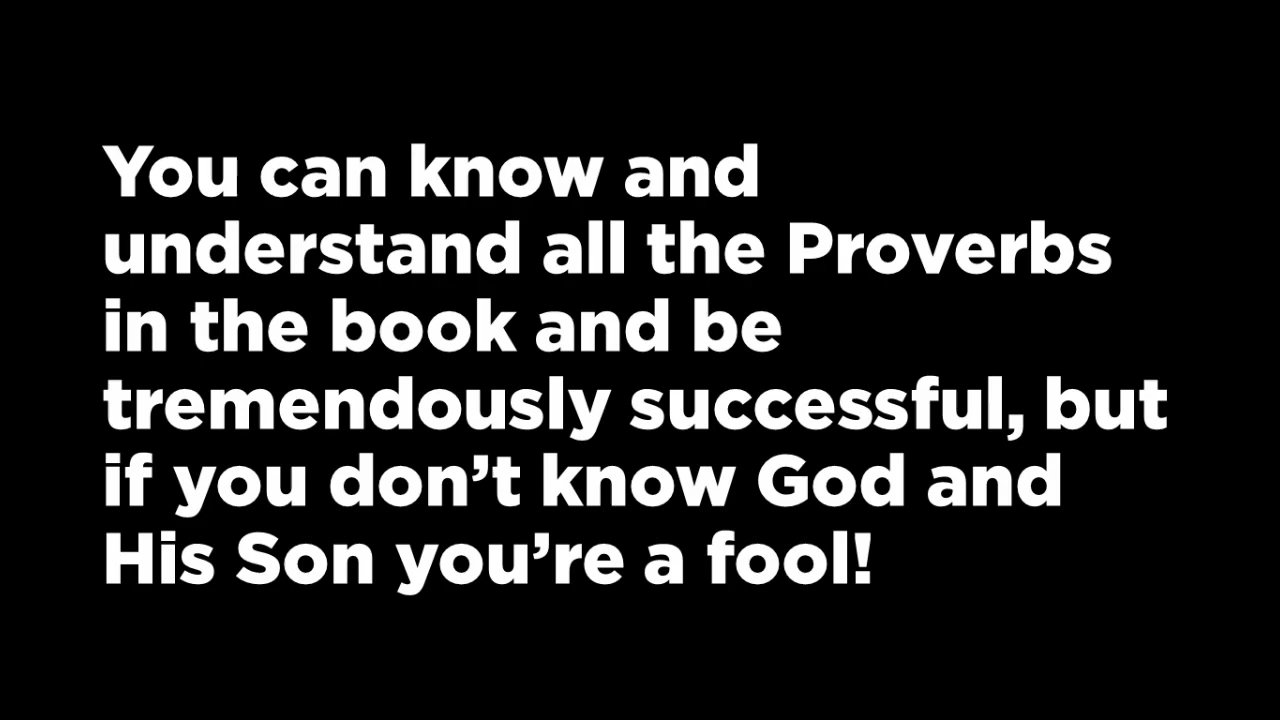 You can know and
understand all the Proverbs
in the book and be
tremendously successful, but
if you don’t know God and
His Son you’re a fool!